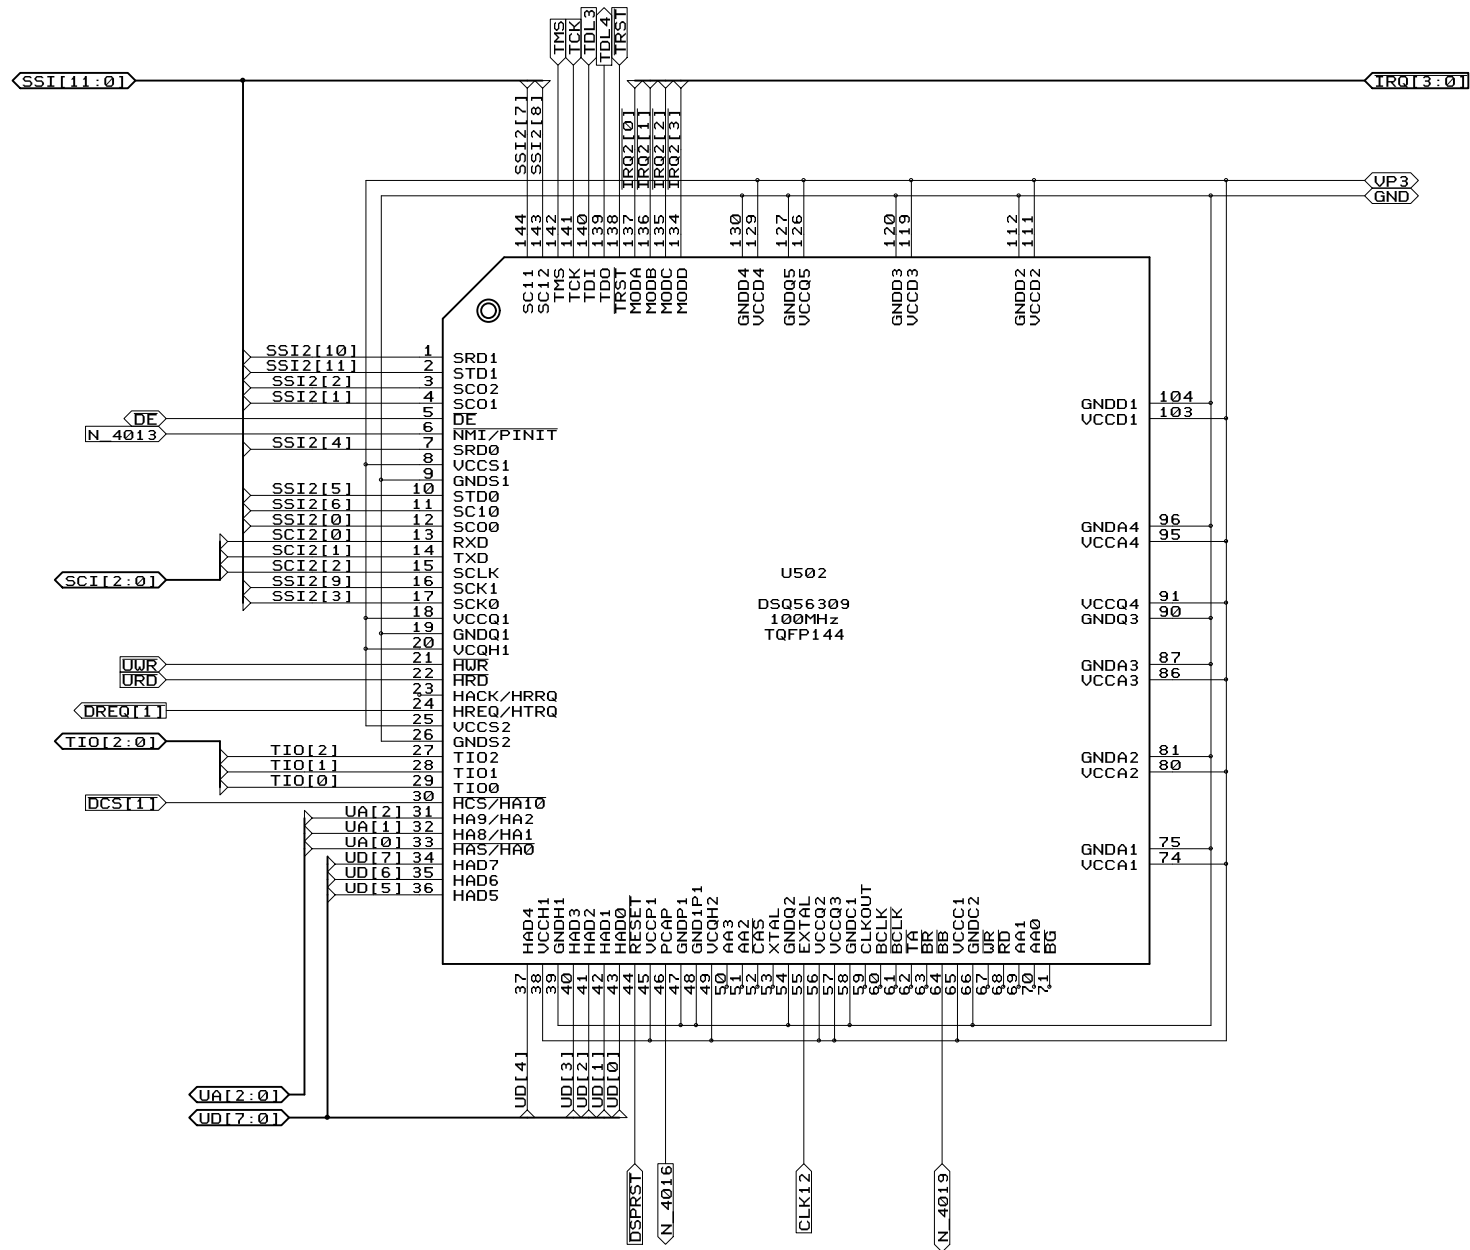 TMS
TCK
TDL3
TDL4
TRST
SSI[11:0]
IRQ[3:0]
SSI2[7]
SSI2[8]
IRQ2[0]
IRQ2[1]
IRQ2[2]
IRQ2[3]
VP3
GND
144 SC11
143 SC12
142 TMS
141 TCK
140 TDI
139 TDO
138 TRST
137 MODA
136 MODB
135 MODC
134 MODD
130 GNDD4
129 VCCD4
127 GNDQ5
126 VCCQ5
120 GNDD3
119 VCCD3
112 GNDD2
111 VCCD2
SSI2[10] 1 SRD1
SSI2[11] 2 STD1
SSI2[2] 3 SC02
SSI2[1] 4 SC01
DE 5 DE
N_4013 6 NMI/PINIT
SSI2[4] 7 SRD0
8 VCCS1
9 GNDS1
SSI2[5] 10 STD0
SSI2[6] 11 SC10
SSI2[0] 12 SC00
SCI2[0] 13 RXD
SCI2[1] 14 TXD
SCI[2:0]
SCI2[2] 15 SCLK
SSI2[9] 16 SCK1
SSI2[3] 17 SCK0
18 VCCQ1
19 GNDQ1
20 VCQH1
UWR 21 HWR
URD 22 HRD
23 HACK/HRRQ
DREQ[1] 24 HREQ/HTRQ
25 VCCS2
TIO[2:0]
26 GNDS2
TIO[2] 27 TIO2
TIO[1] 28 TIO1
TIO[0] 29 TIO0
DCS[1] 30 HCS/HA10
UA[2] 31 HA9/HA2
UA[1] 32 HA8/HA1
UA[0] 33 HAS/HA0
UD[7] 34 HAD7
UD[6] 35 HAD6
UD[5] 36 HAD5
U502
DSQ56309
100MHz
TQFP144
GNDD1 104
VCCD1 103
GNDA4 96
VCCA4 95
VCCQ4 91
GNDQ3 90
GNDA3 87
VCCA3 86
GNDA2 81
VCCA2 80
GNDA1 75
VCCA1 74
HAD4 37
VCCH1 38
GNDH1 39
HAD3 40
HAD2 41
HAD1 42
HAD0 43
RESET 44
VCCP1 45
PCAP 46
GNDP1 47
GND1P1 48
VCQH2 49
AA3 50
AA2 51
CAS 52
XTAL 53
GNDQ2 54
EXTAL 55
VCCQ2 56
VCCQ3 57
GNDC1 58
CLKOUT 59
BCLK 60
BCLK 61
TA 62
BR 63
BB 64
VCCC1 65
GNDC2 66
WR 67
RD 68
AA1 69
AA0 70
BG 71
UD[4]
UD[3]
UD[2]
UD[1]
UD[0]
UA[2:0]
UD[7:0]
DSPRST
N_4016
CLK12
N_4019